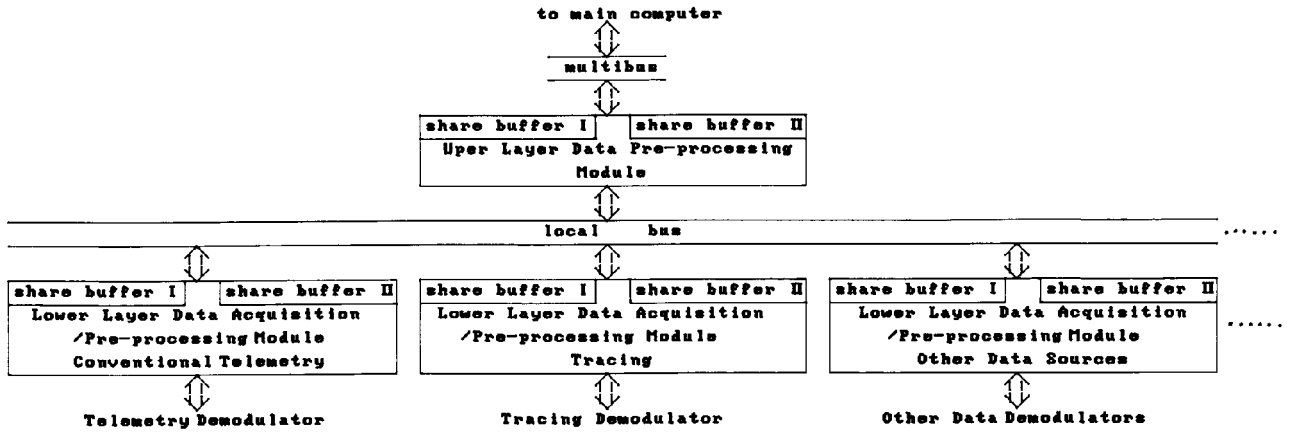 to main computer
multibus
share buffer I share buffer II
Uper Layer Data Pre-processing
Module
local bus ......
share buffer I share buffer II share buffer I share buffer II share buffer I share buffer II
Lower Layer Data Acquisition Lower Layer Data Acquisition Lower Layer Data Acquisition
/Pre-processing Module /Pre-processing Module /Pre-processing Module ......
Conventional Telemetry Tracing Other Data Sources
Telemetry Demodulator Tracing Demodulator Other Data Demodulators